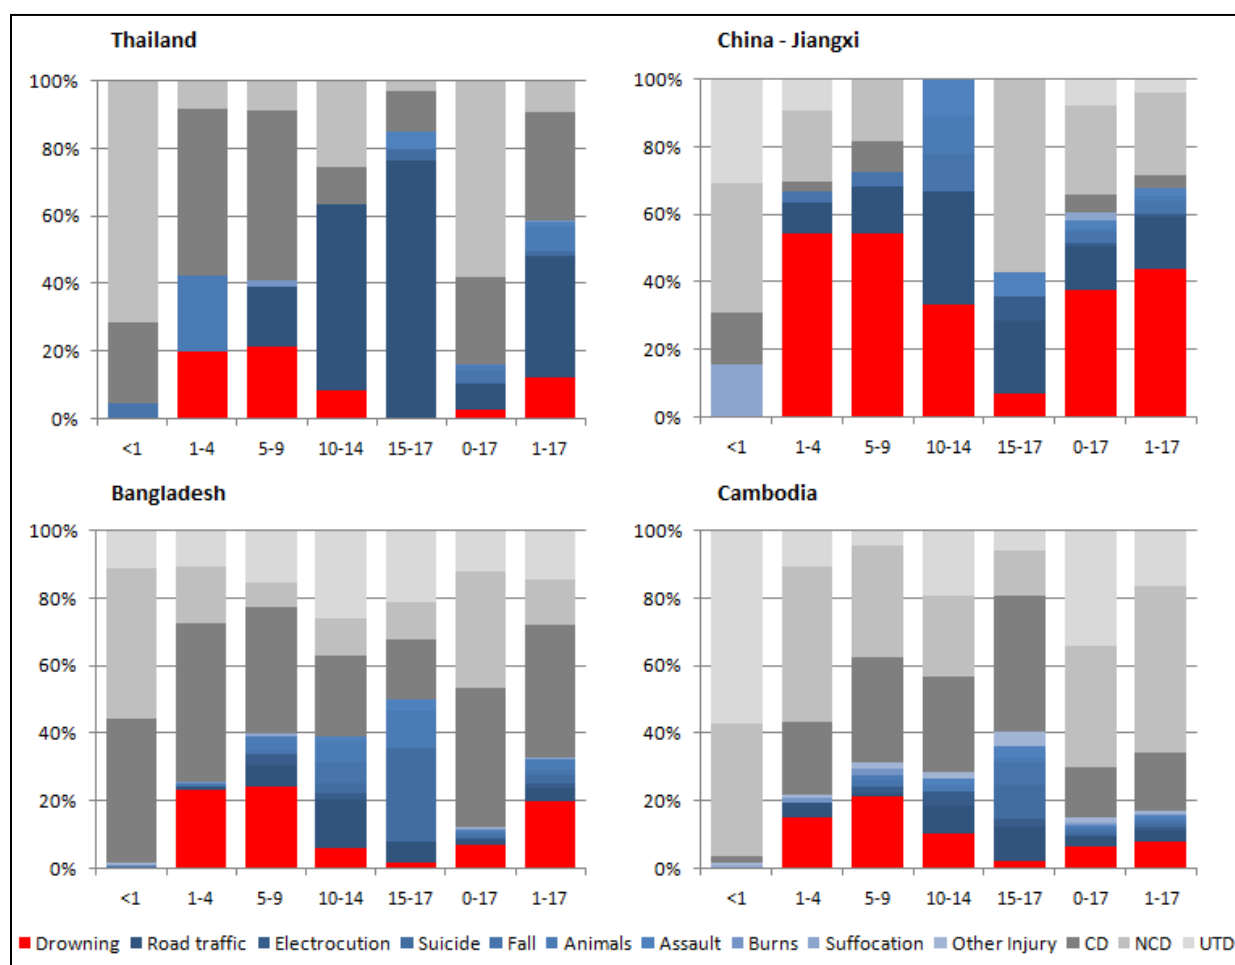 Thailand
100%
80%
60%
40%
20%
0%
<1 1-4 5-9 10-14 15-17 0-17 1-17
China - Jiangxi
100%
80%
60%
40%
20%
0%
<1 1-4 5-9 10-14 15-17 0-17 1-17
Bangladesh
100%
80%
60%
40%
20%
0%
<1 1-4 5-9 10-14 15-17 0-17 1-17
Cambodia
100%
80%
60%
40%
20%
0%
<1 1-4 5-9 10-14 15-17 0-17 1-17
Drowning Road traffic Electrocution Suicide Fall Animals Assault Burns Suffocation Other Injury CD NCD UTD